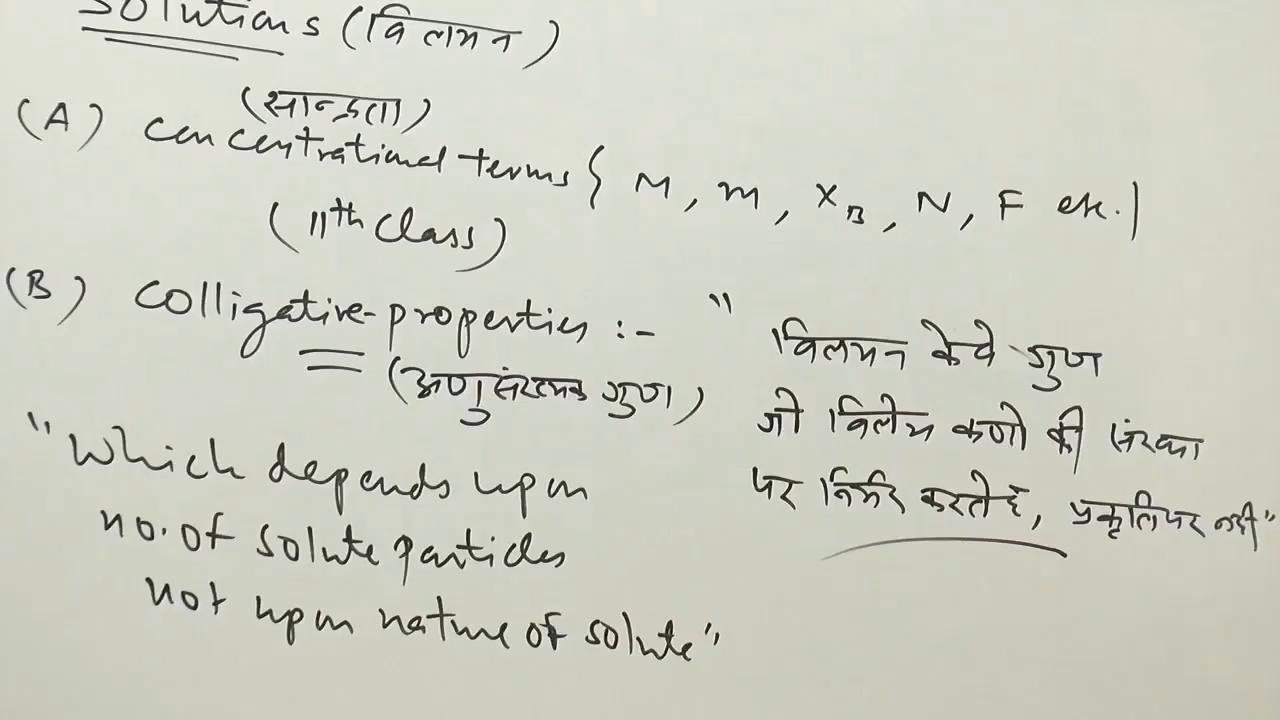 Solutions (विलयन)
(सान्द्रता)
(A) Concentrational terms { M, m, XB, N, F etc.}
(11th Class)
(B) Colligative-properties :-
(अणुसंख्यक गुण)
"Which depends upon
no. of solute particles
not upon nature of solute"
" विलयन के वे गुण
जो विलेय कणो की संख्या
पर निर्भर करते है, प्रकृति पर नही"